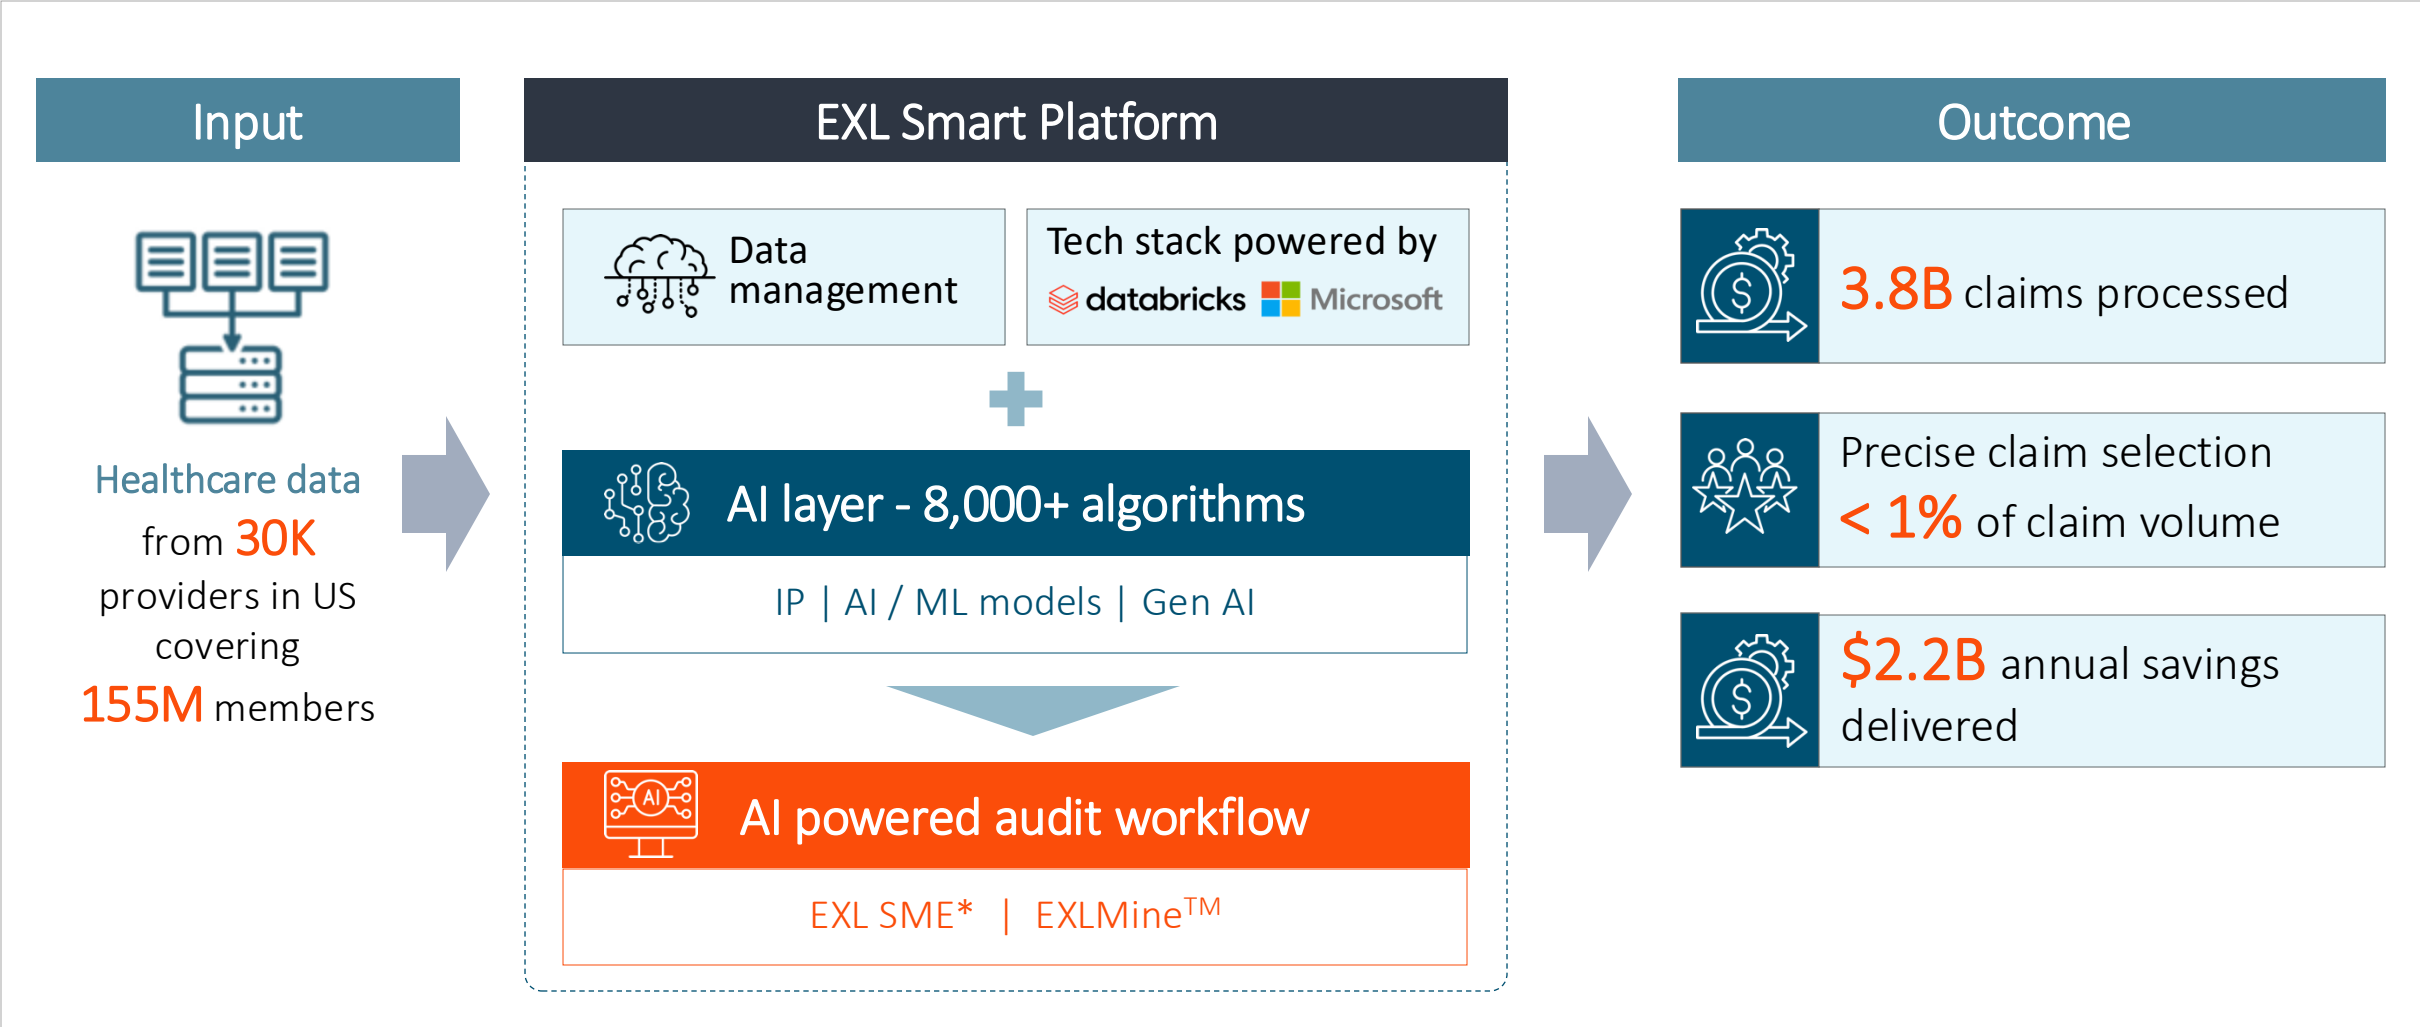 Input
Healthcare data
from 30K
providers in US
covering
155M members
EXL Smart Platform
Data
management
Tech stack powered by
databricks Microsoft
AI layer - 8,000+ algorithms
IP | AI / ML models | Gen AI
AI
AI powered audit workflow
EXL SME* | EXLMine™
Outcome
$
3.8B claims processed
Precise claim selection
< 1% of claim volume
$
$2.2B annual savings
delivered